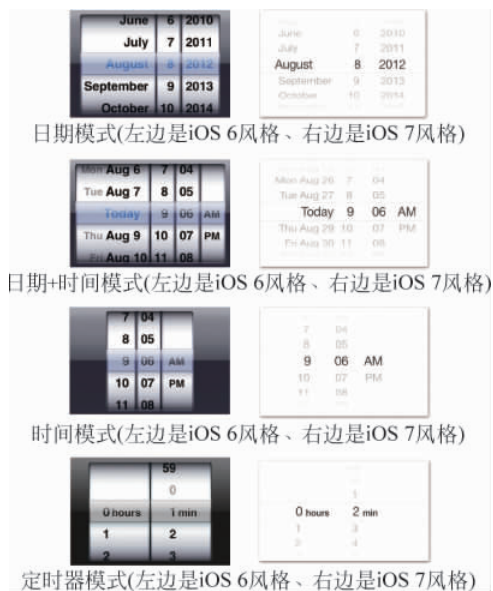 June 6 2010 June 6 2010
July 7 2011 July 7 2011
August 8 2012 August 8 2012
September 9 2013 September 9 2013
October 10 2014 October 10 2014
日期模式(左边是iOS 6风格、右边是iOS 7风格)
Mon Aug 6 7 04 Mon Aug 26 7 04
Tue Aug 7 8 05 Tue Aug 27 8 05
Today 9 06 AM Today 9 06 AM
Thu Aug 9 10 07 PM Thu Aug 29 10 07 PM
Fri Aug 10 11 08 Fri Aug 30 11 08
日期+时间模式(左边是iOS 6风格、右边是iOS 7风格)
7 04 7 04
8 05 8 05
9 06 AM 9 06 AM
10 07 PM 10 07 PM
11 08 11 08
时间模式(左边是iOS 6风格、右边是iOS 7风格)
59
0 1
0 hours 1 min 0 hours 2 min
1 2 1 3
2 3 2 4
定时器模式(左边是iOS 6风格、右边是iOS 7风格)